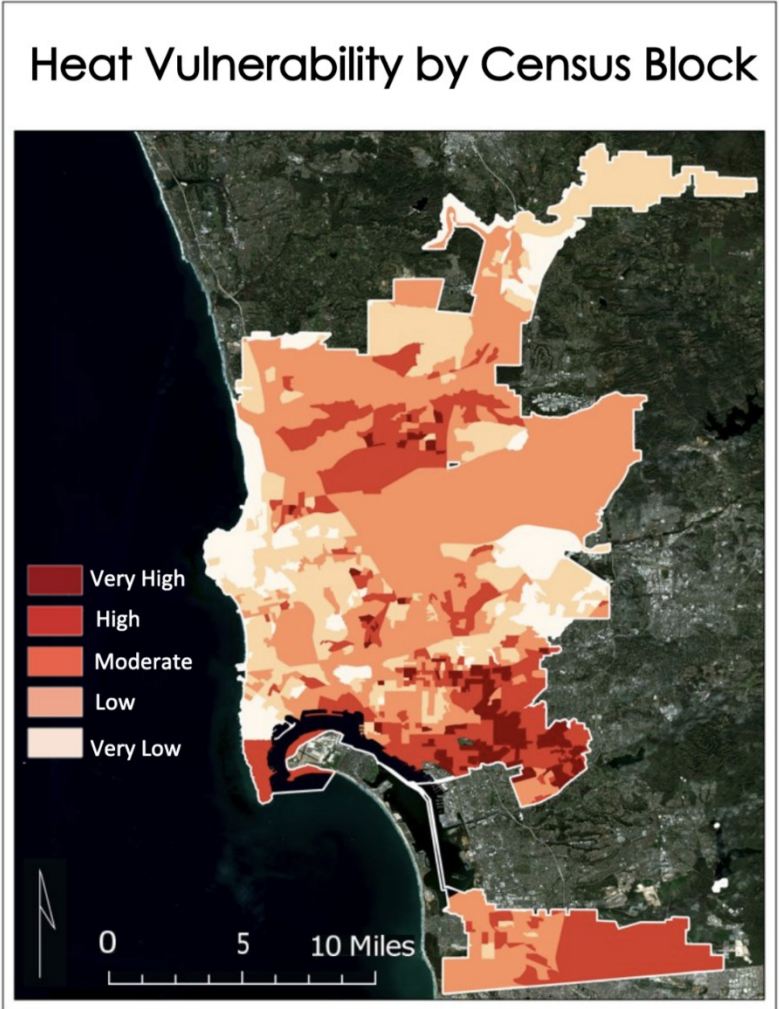 Heat Vulnerability by Census Block
Very High
High
Moderate
Low
Very Low
0 5 10 Miles